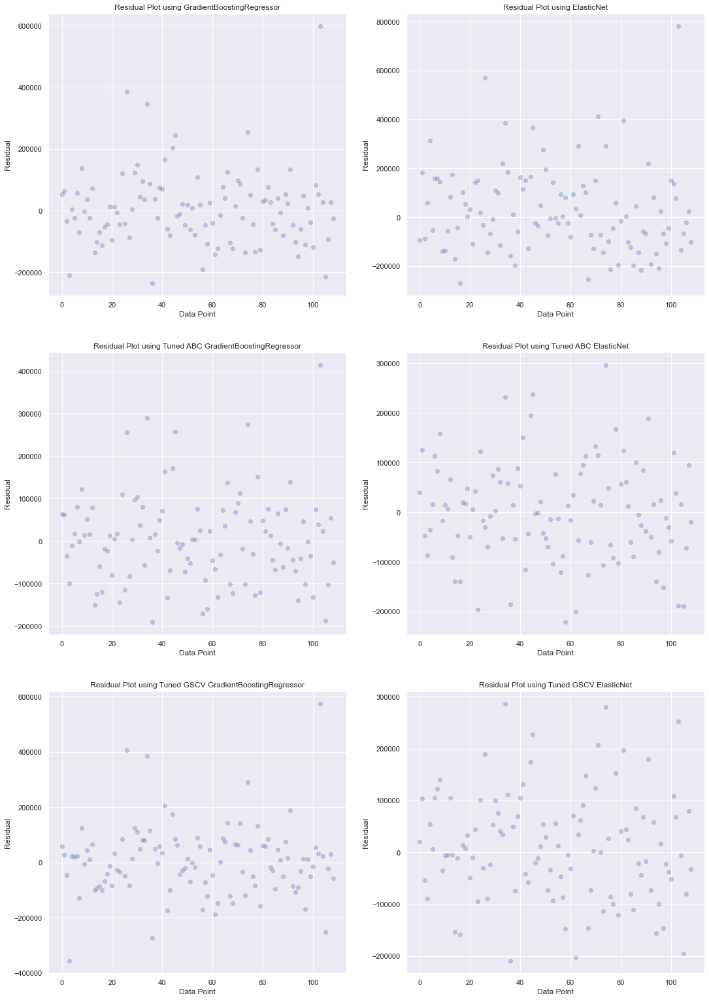 Residual Plot using GradientBoostingRegressor
600000
400000
200000
0
−200000
Residual
0 20 40 60 80 100
Data Point
Residual Plot using ElasticNet
800000
600000
400000
200000
0
−200000
Residual
0 20 40 60 80 100
Data Point
Residual Plot using Tuned ABC GradientBoostingRegressor
400000
300000
200000
100000
0
−100000
−200000
Residual
0 20 40 60 80 100
Data Point
Residual Plot using Tuned ABC ElasticNet
300000
200000
100000
0
−100000
−200000
Residual
0 20 40 60 80 100
Data Point
Residual Plot using Tuned GSCV GradientBoostingRegressor
600000
400000
200000
0
−200000
−400000
Residual
0 20 40 60 80 100
Data Point
Residual Plot using Tuned GSCV ElasticNet
300000
200000
100000
0
−100000
−200000
Residual
0 20 40 60 80 100
Data Point